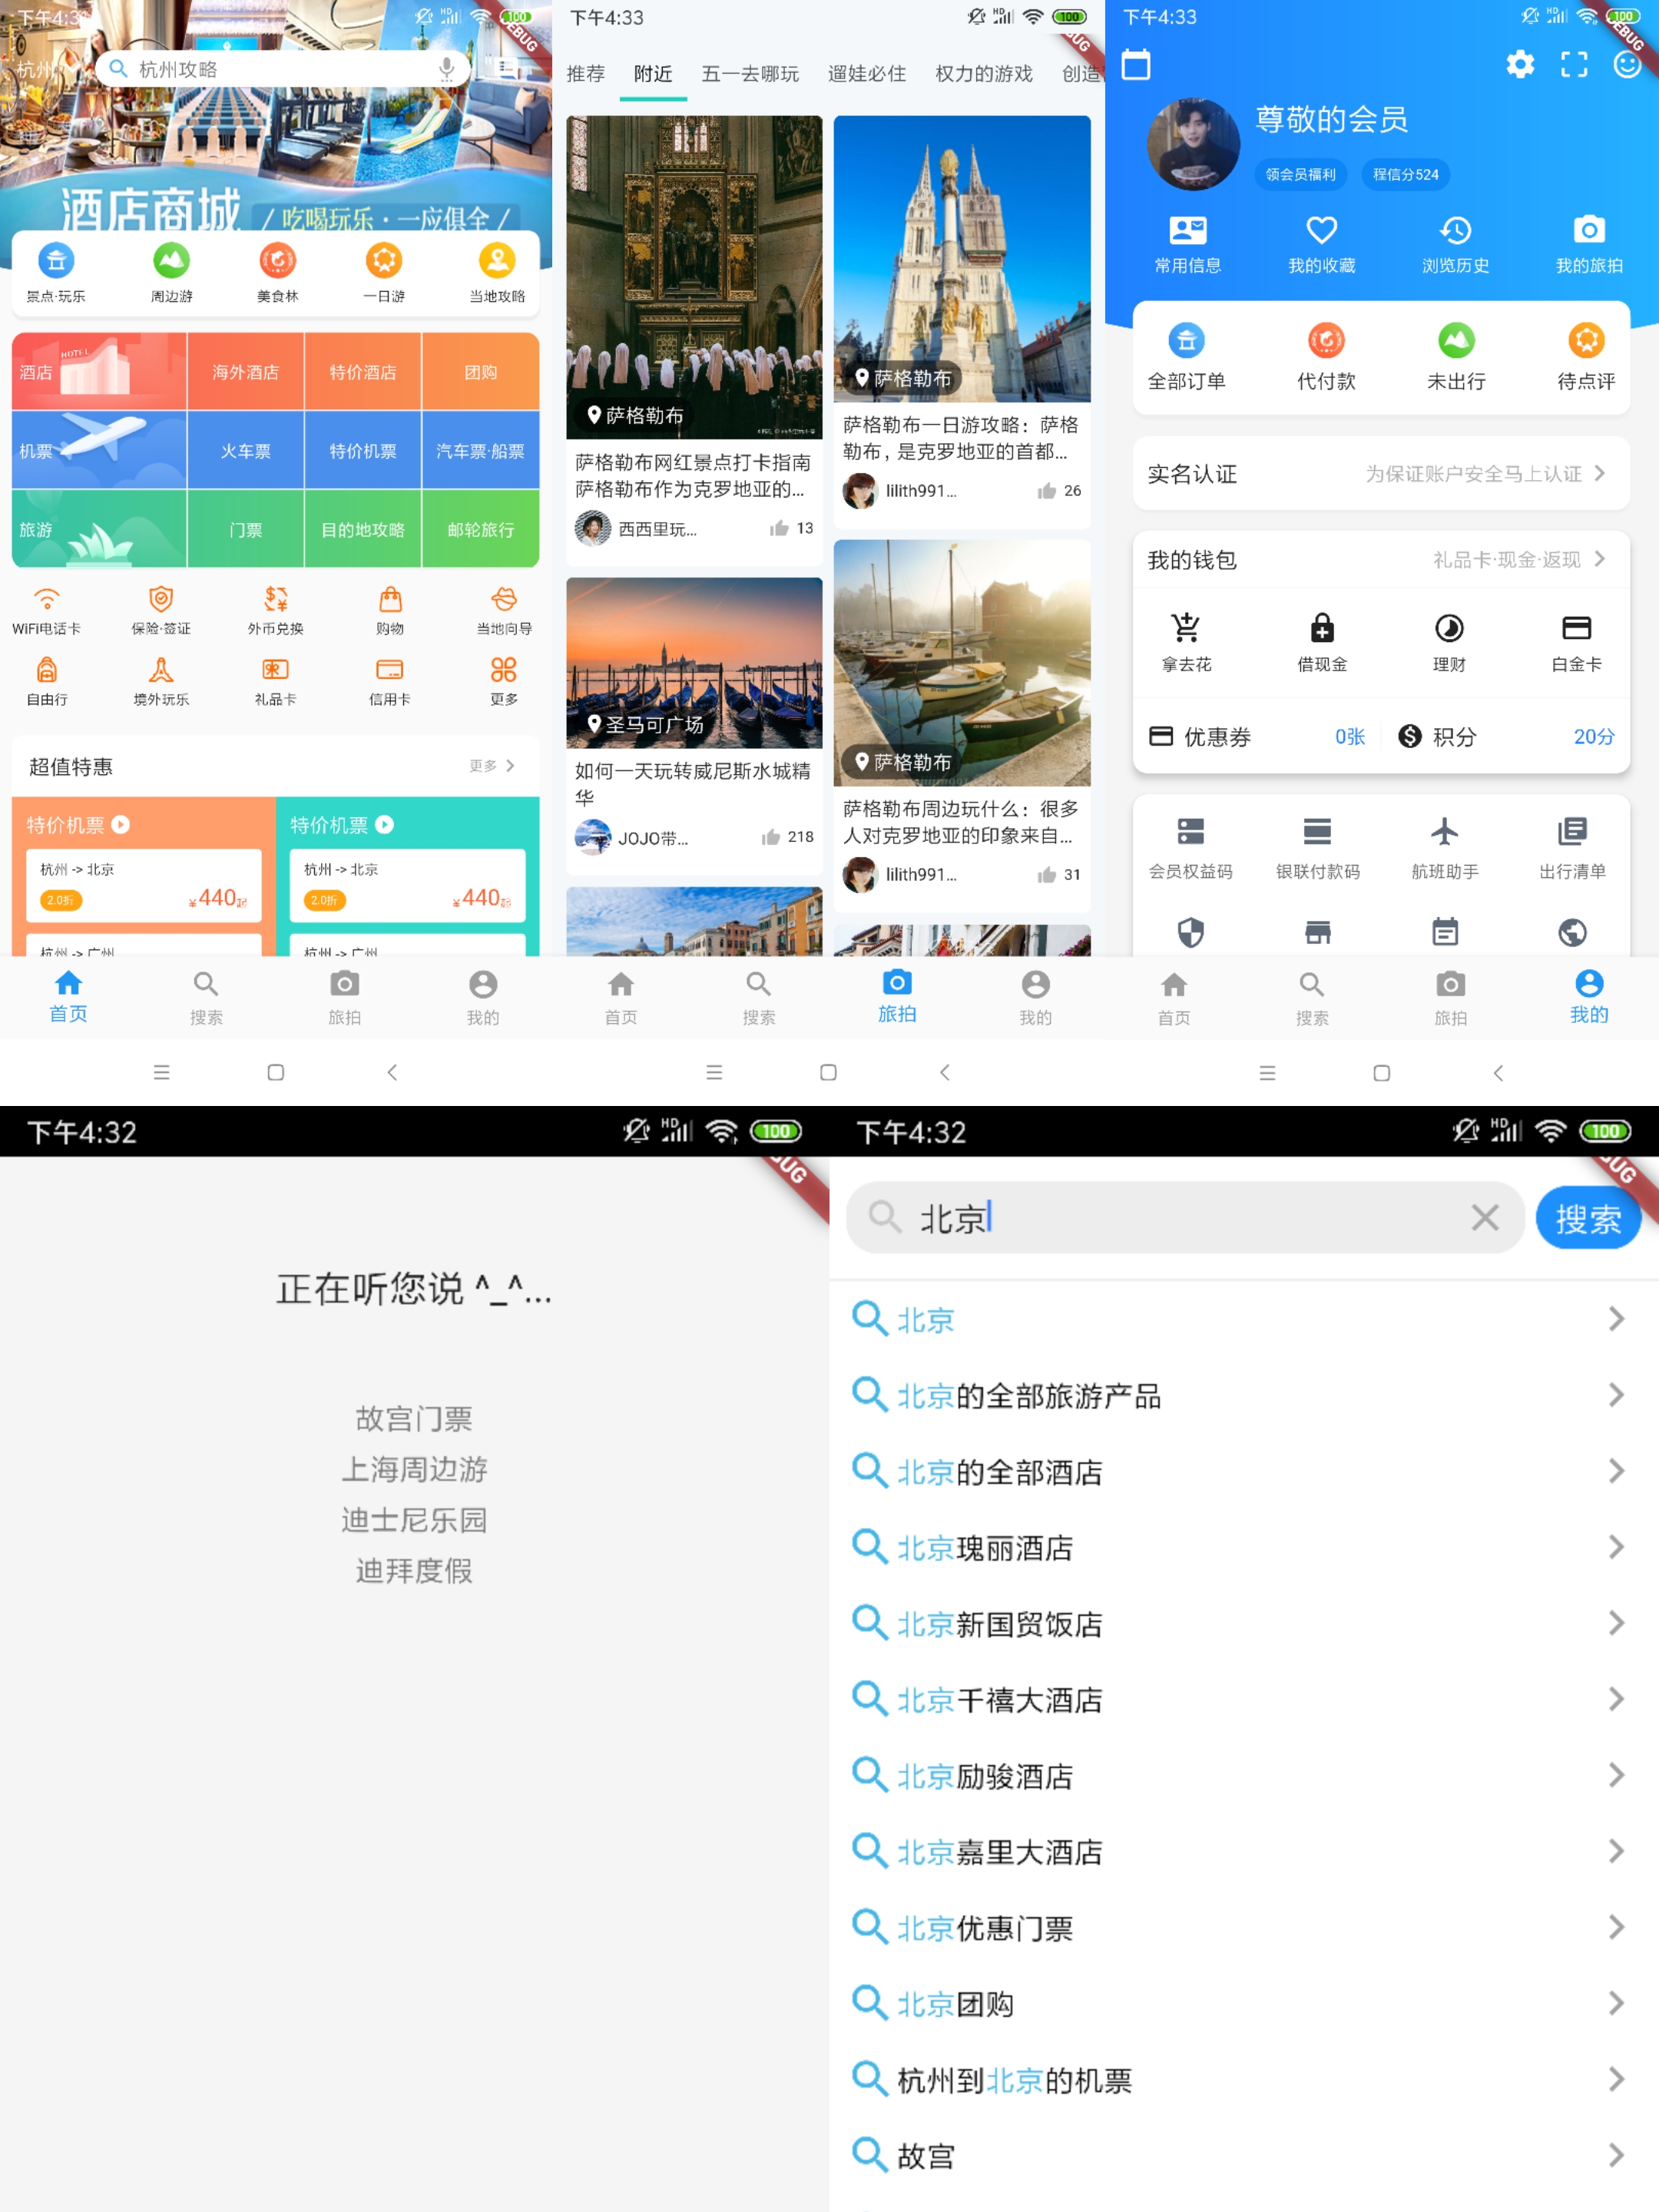 下午4:3
HD
100
杭州
杭州攻略
酒店商城
/ 吃喝玩乐·一应俱全 /
景点·玩乐
周边游
美食林
一日游
当地攻略
HOTEL
酒店
海外酒店
特价酒店
团购
机票
火车票
特价机票
汽车票·船票
旅游
门票
目的地攻略
邮轮旅行
WiFi电话卡
保险·签证
外币兑换
购物
当地向导
自由行
境外玩乐
礼品卡
信用卡
更多
超值特惠
更多
特价机票
杭州 -> 北京
2.0折
¥440起
杭州 -> 广州
特价机票
杭州 -> 北京
2.0折
¥440起
杭州 -> 广州
首页
搜索
旅拍
我的
下午4:33
HD
100
推荐
附近
五一去哪玩
遛娃必住
权力的游戏
创造
萨格勒布
萨格勒布网红景点打卡指南
萨格勒布作为克罗地亚的...
西西里玩...
13
圣马可广场
如何一天玩转威尼斯水城精
华
JOJO带...
218
萨格勒布
萨格勒布一日游攻略：萨格
勒布，是克罗地亚的首都...
lilith991...
26
萨格勒布
萨格勒布周边玩什么：很多
人对克罗地亚的印象来自...
lilith991...
31
首页
搜索
旅拍
我的
下午4:33
HD
100
EBUG
尊敬的会员
领会员福利
程信分524
常用信息
我的收藏
浏览历史
我的旅拍
全部订单
代付款
未出行
待点评
实名认证
为保证账户安全马上认证
我的钱包
礼品卡·现金·返现
拿去花
借现金
理财
白金卡
优惠券
0张
积分
20分
会员权益码
银联付款码
航班助手
出行清单
首页
搜索
旅拍
我的
下午4:32
HD
100
正在听您说 ^_^...
故宫门票
上海周边游
迪士尼乐园
迪拜度假
下午4:32
HD
100
北京
搜索
北京
北京的全部旅游产品
北京的全部酒店
北京瑰丽酒店
北京新国贸饭店
北京千禧大酒店
北京励骏酒店
北京嘉里大酒店
北京优惠门票
北京团购
杭州到北京的机票
故宫